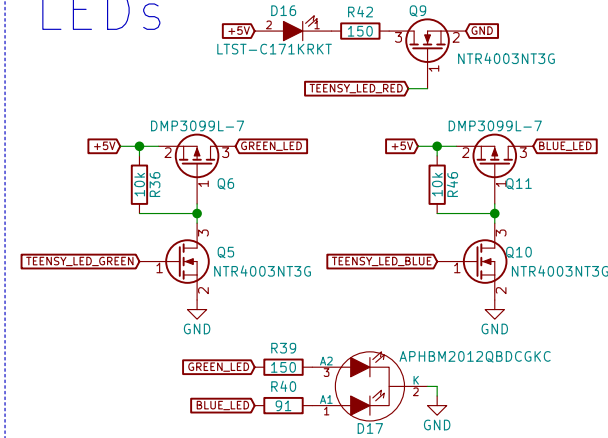 LEDs
D16
R42
Q9
+5V
2
1
150
3
2
GND
LTST-C171KRKT
NTR4003NT3G
1
TEENSY_LED_RED
DMP3099L-7
DMP3099L-7
+5V
2
3
GREEN_LED
+5V
2
3
BLUE_LED
10k
R36
1
Q6
10k
R46
1
Q11
3
Q5
3
Q10
TEENSY_LED_GREEN
1
NTR4003NT3G
TEENSY_LED_BLUE
1
NTR4003NT3G
2
2
GND
GND
R39
APHBM2012QBDCGKC
GREEN_LED
150
A2
3
R40
K
2
BLUE_LED
91
A1
1
GND
D17